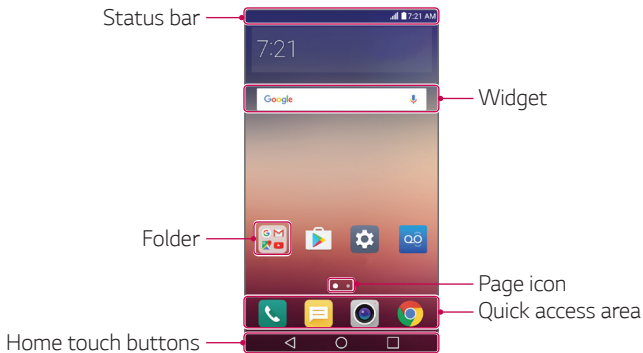 Status bar
7:21 AM
7:21
Google
Widget
Folder
G M
Page icon
Quick access area
Home touch buttons